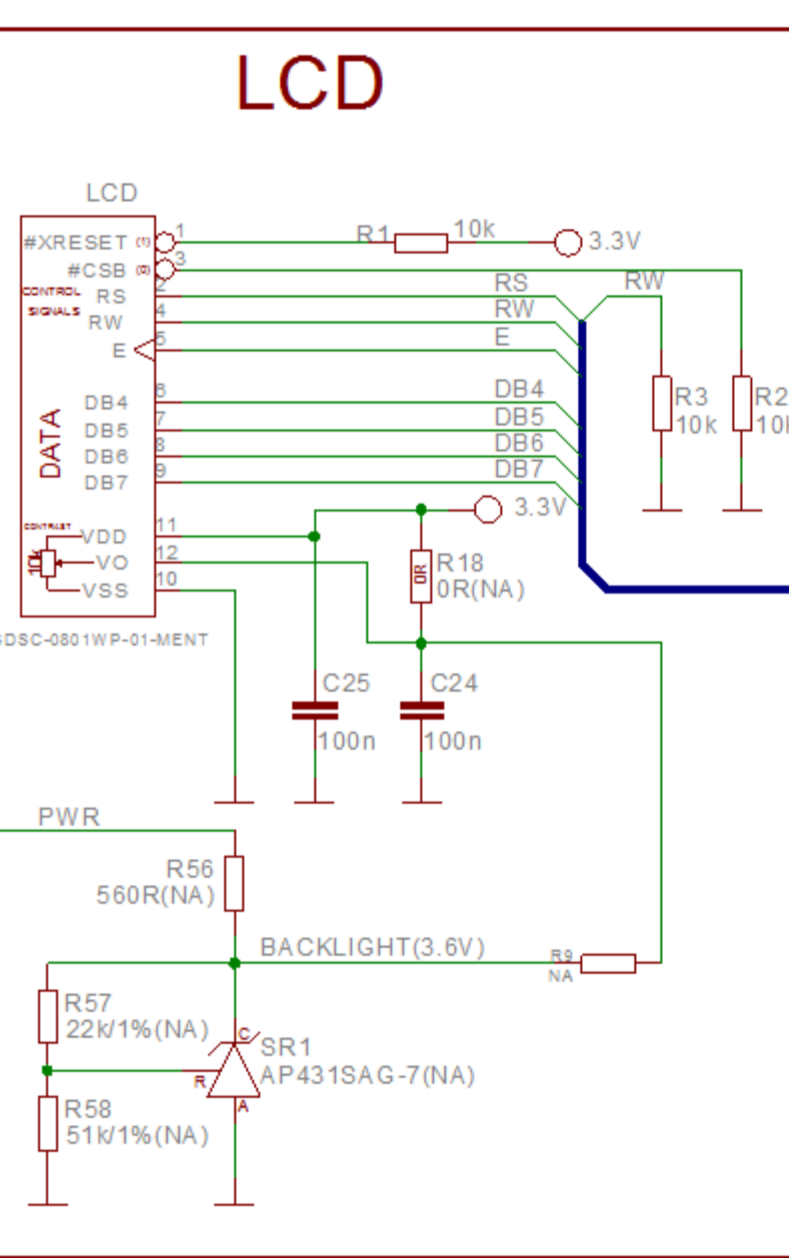 LCD
LCD
#XRESET (1) 1
R1 10k 3.3V
#CSB (0) 3
CONTROL SIGNALS
RS 2 RS RW
RW 4 RW
E 5 E
DATA
DB4 6 DB4
DB5 7 DB5
DB6 8 DB6
DB7 9 DB7
R3
10k
R2
CONTRAST
10k
VDD 11
VO 12
VSS 10
3.3V
R18
0R
0R(NA)
C25
100n
C24
100n
PWR
R56
560R(NA)
BACKLIGHT(3.6V)
R9
NA
R57
22k/1%(NA)
R58
51k/1%(NA)
C
R
A
SR1
AP431SAG-7(NA)